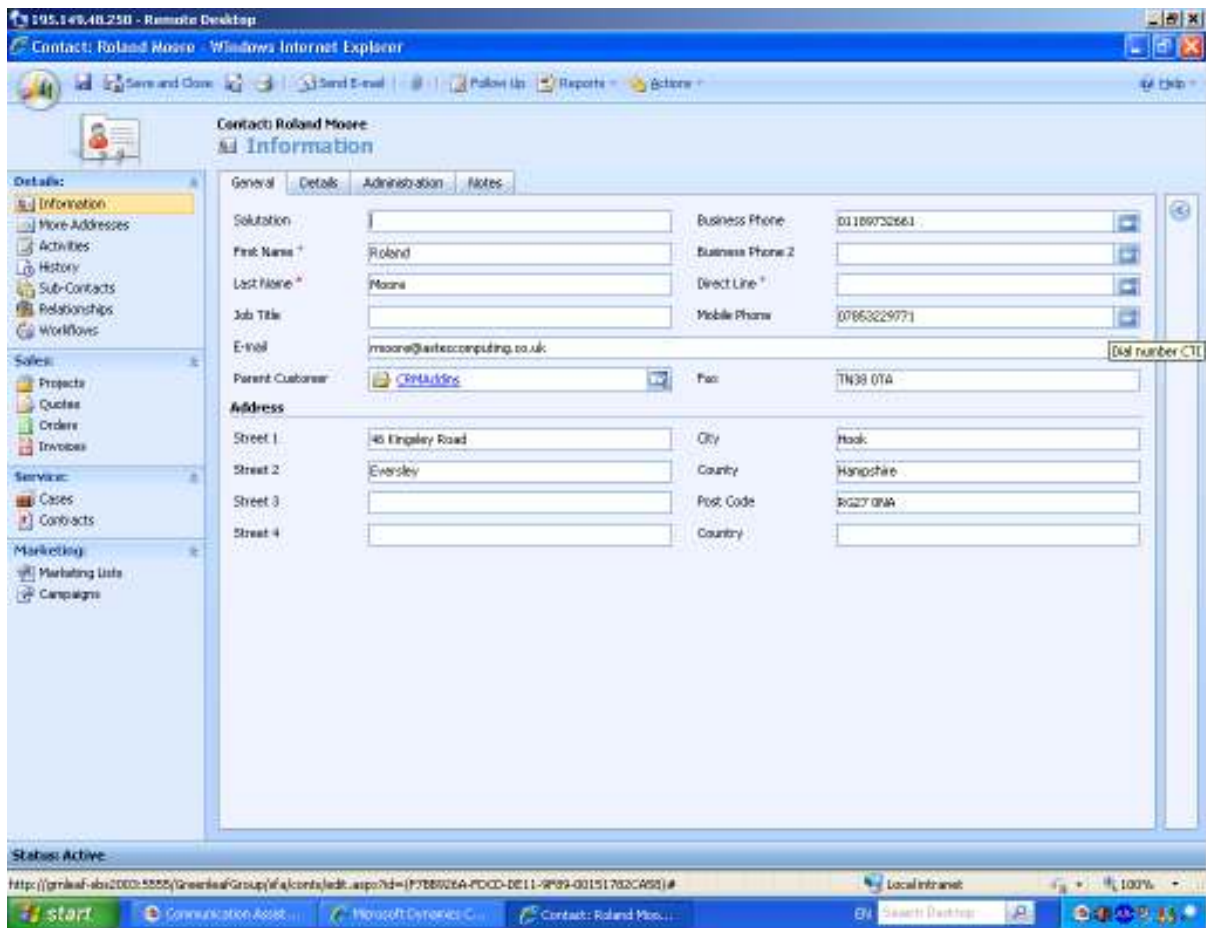 195.149.48.250 - Remote Desktop
Contact: Roland Moore - Windows Internet Explorer
Save and Close Send E-mail Follow Up Reports Actions Help
Contact: Roland Moore
Information
Details:
Information
More Addresses
Activities
History
Sub-Contacts
Relationships
Workflows
Sales:
Projects
Quotes
Orders
Invoices
Service:
Cases
Contracts
Marketing:
Marketing Lists
Campaigns
General Details Administration Notes
Salutation Business Phone 01189732661
First Name * Roland Business Phone 2
Last Name * Moore Direct Line *
Job Title Mobile Phone 07853229771
E-mail
Dial number CTI
Parent Customer CRMAddins Fax TN38 0TA
Address
Street 1 46 Kingsley Road City Hook
Street 2 Eversley County Hampshire
Street 3 Post Code RG27 0NA
Street 4 Country
Status: Active
Local intranet 100%
start Communication Assist... Microsoft Dynamics C... Contact: Roland Moo... EN Search Desktop